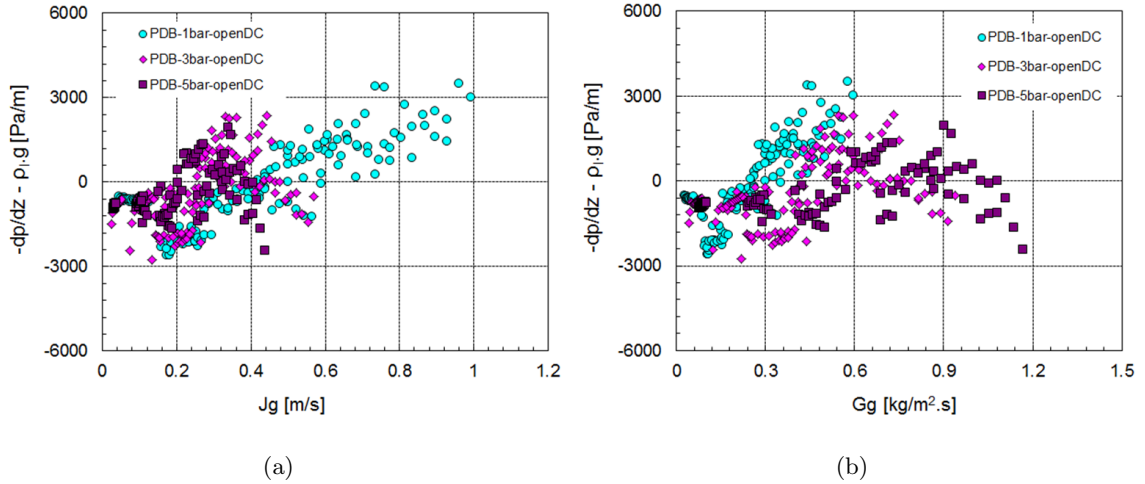 6000
3000
0
-3000
-6000
-dp/dz - ρl.g [Pa/m]
PDB-1bar-openDC
PDB-3bar-openDC
PDB-5bar-openDC
0 0.2 0.4 0.6 0.8 1 1.2
Jg [m/s]
(a)
6000
3000
0
-3000
-6000
-dp/dz - ρl.g [Pa/m]
PDB-1bar-openDC
PDB-3bar-openDC
PDB-5bar-openDC
0 0.3 0.6 0.9 1.2 1.5
Gg [kg/m².s]
(b)